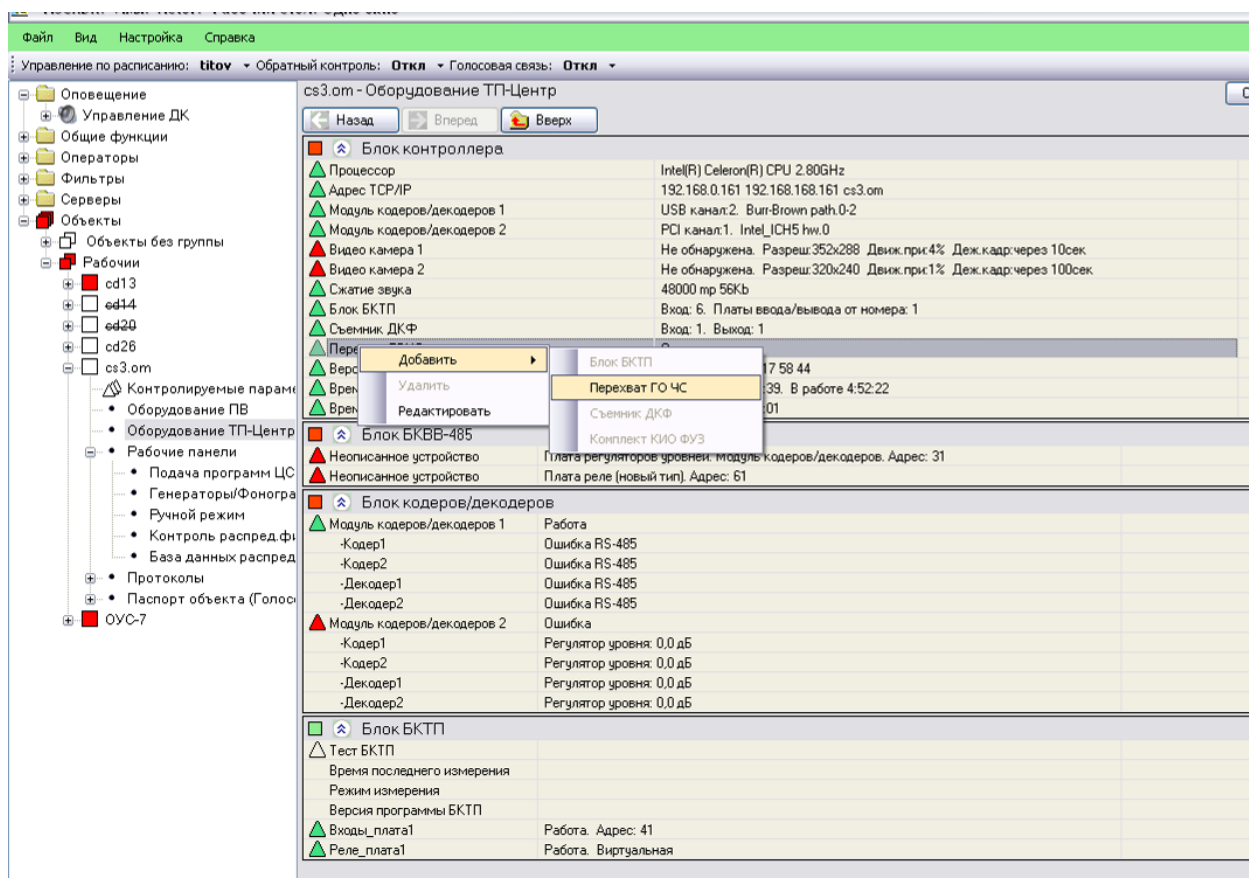 Файл Вид Настройка Справка
Управление по расписанию: titov Обратный контроль: Откл Голосовая связь: Откл
Оповещение
Управление ДК
Общие функции
Операторы
Фильтры
Серверы
Объекты
Объекты без группы
Рабочии
cd13
cd14
cd20
cd26
cs3.om
Контролируемые параме
Оборудование ПВ
Оборудование ТП-Центр
Рабочие панели
Подача программ ЦС
Генераторы/Фоногра
Ручной режим
Контроль распред.фи
База данных распред
Протоколы
Паспорт объекта (Голос
ОУС-7
cs3.om - Оборудование ТП-Центр
Назад Вперед Вверх
Блок контроллера
Процессор Intel(R) Celeron(R) CPU 2.80GHz
Адрес TCP/IP 192.168.0.161 192.168.168.161 cs3.om
Модуль кодеров/декодеров 1 USB канал:2. Burr-Brown path.0-2
Модуль кодеров/декодеров 2 PCI канал:1. Intel_ICH5 hw.0
Видео камера 1 Не обнаружена. Разреш:352x288 Движ.при:4% Деж.кадр:через 10сек
Видео камера 2 Не обнаружена. Разреш:320x240 Движ.при:1% Деж.кадр:через 100сек
Сжатие звука 48000 mp 56Kb
Блок БКТП Вход: 6. Платы ввода/вывода от номера: 1
Съемник ДКФ Вход: 1. Выход: 1
Пере
Верс 17 58 44
Врем :39. В работе 4:52:22
Врем :01
Добавить
Удалить
Редактировать
Блок БКТП
Перехват ГО ЧС
Съемник ДКФ
Комплект КИО ФУЗ
Блок БКВВ-485
Неописанное устройство Плата регуляторов уровней. Модуль кодеров/декодеров. Адрес: 31
Неописанное устройство Плата реле (новый тип). Адрес: 61
Блок кодеров/декодеров
Модуль кодеров/декодеров 1 Работа
-Кодер1 Ошибка RS-485
-Кодер2 Ошибка RS-485
-Декодер1 Ошибка RS-485
-Декодер2 Ошибка RS-485
Модуль кодеров/декодеров 2 Ошибка
-Кодер1 Регулятор уровня: 0,0 дБ
-Кодер2 Регулятор уровня: 0,0 дБ
-Декодер1 Регулятор уровня: 0,0 дБ
-Декодер2 Регулятор уровня: 0,0 дБ
Блок БКТП
Тест БКТП
Время последнего измерения
Режим измерения
Версия программы БКТП
Входы_плата1 Работа. Адрес: 41
Реле_плата1 Работа. Виртуальная